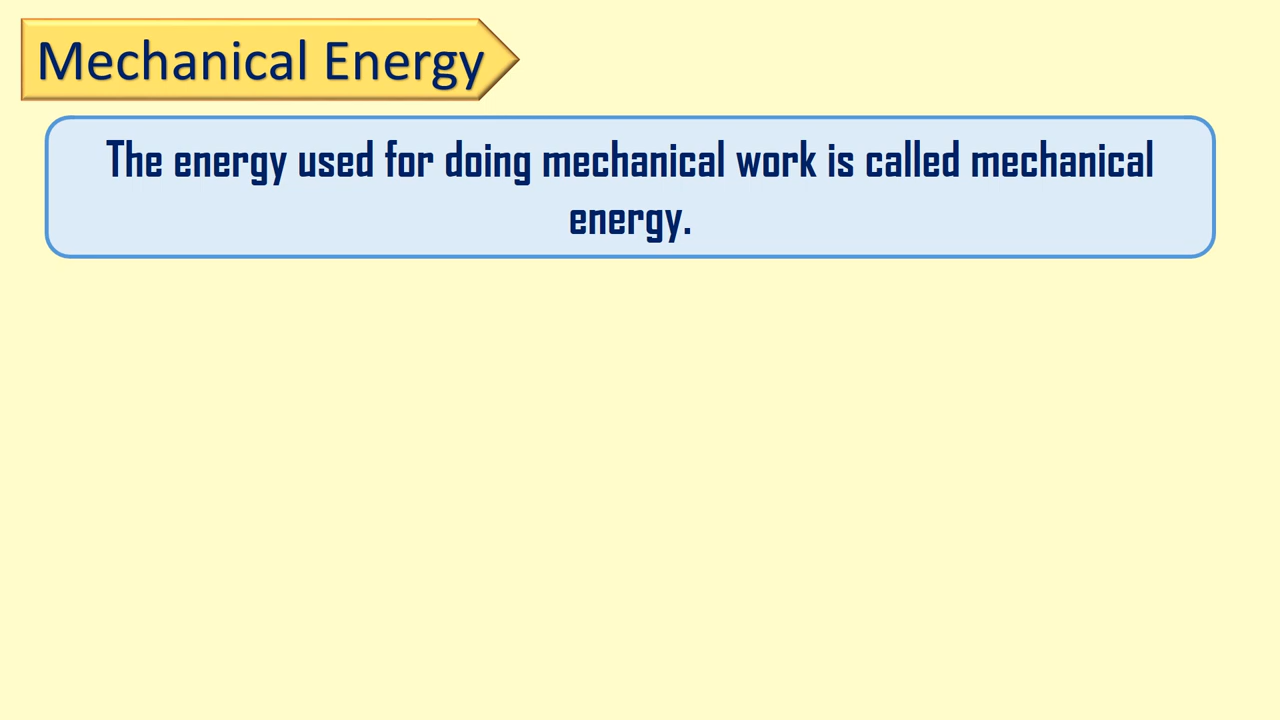 Mechanical Energy
The energy used for doing mechanical work is called mechanical
energy.